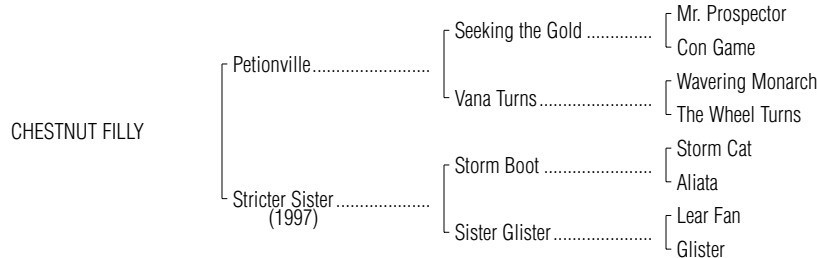 Mr. Prospector
Seeking the Gold ..............
Con Game
Petionville..........................
Wavering Monarch
Vana Turns........................
The Wheel Turns
CHESTNUT FILLY
Storm Cat
Storm Boot .......................
Aliata
Stricter Sister....................
(1997)
Lear Fan
Sister Glister.....................
Glister